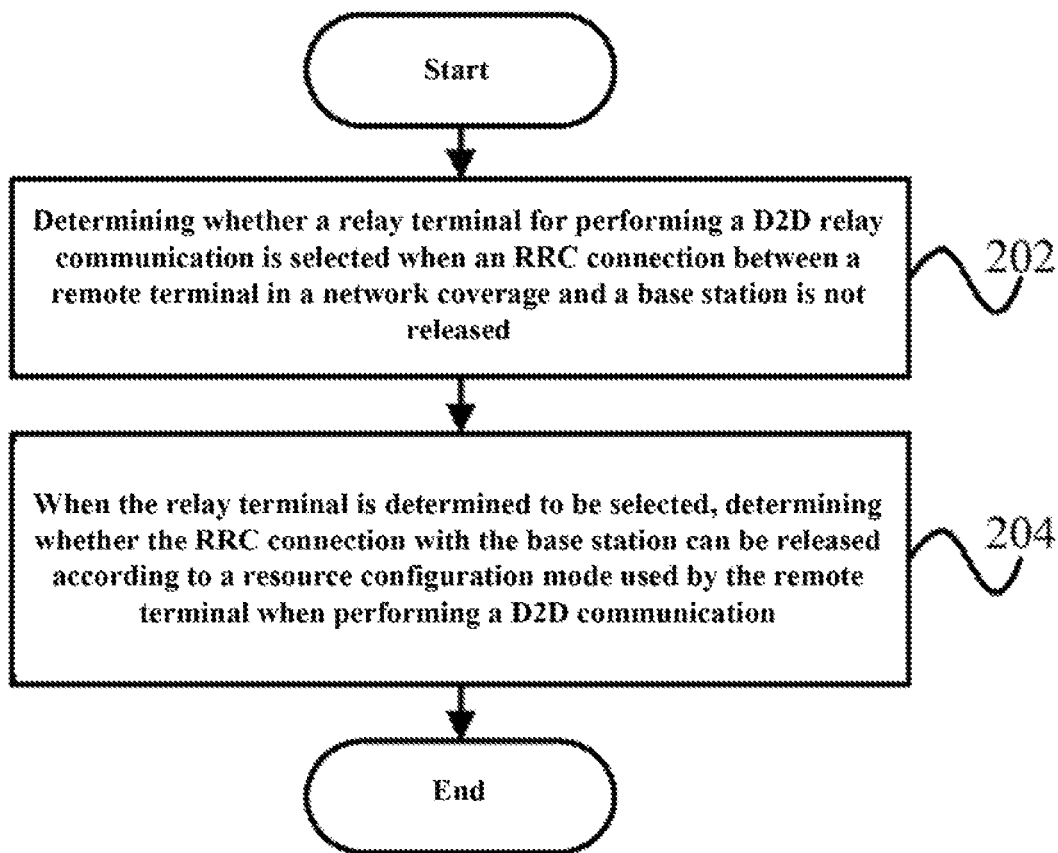 Start
Determining whether a relay terminal for performing a D2D relay
communication is selected when an RRC connection between a
remote terminal in a network coverage and a base station is not
released
202
When the relay terminal is determined to be selected, determining
whether the RRC connection with the base station can be released
according to a resource configuration mode used by the remote
terminal when performing a D2D communication
204
End